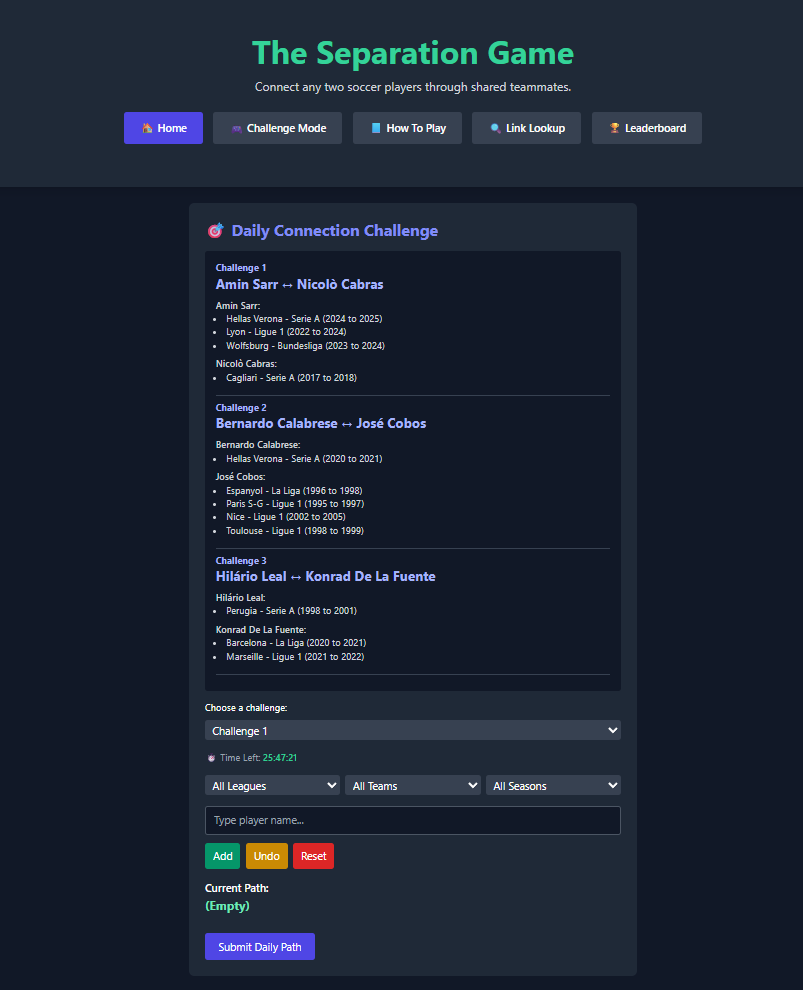 The Separation Game
Connect any two soccer players through shared teammates.
Home
Challenge Mode
How To Play
Link Lookup
Leaderboard
Daily Connection Challenge
Challenge 1
Amin Sarr ↔ Nicolò Cabras
Amin Sarr:
• Hellas Verona - Serie A (2024 to 2025)
• Lyon - Ligue 1 (2022 to 2024)
• Wolfsburg - Bundesliga (2023 to 2024)
Nicolò Cabras:
• Cagliari - Serie A (2017 to 2018)
Challenge 2
Bernardo Calabrese ↔ José Cobos
Bernardo Calabrese:
• Hellas Verona - Serie A (2020 to 2021)
José Cobos:
• Espanyol - La Liga (1996 to 1998)
• Paris S-G - Ligue 1 (1995 to 1997)
• Nice - Ligue 1 (2002 to 2005)
• Toulouse - Ligue 1 (1998 to 1999)
Challenge 3
Hilário Leal ↔ Konrad De La Fuente
Hilário Leal:
• Perugia - Serie A (1998 to 2001)
Konrad De La Fuente:
• Barcelona - La Liga (2020 to 2021)
• Marseille - Ligue 1 (2021 to 2022)
Choose a challenge:
Challenge 1
Time Left: 25:47:21
All Leagues
All Teams
All Seasons
Type player name...
Add
Undo
Reset
Current Path:
(Empty)
Submit Daily Path